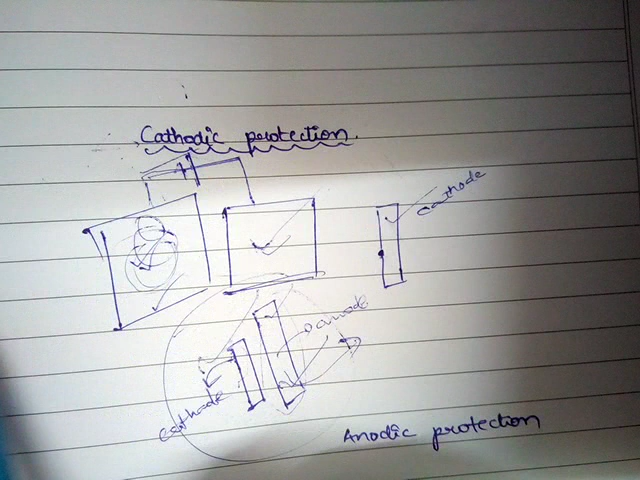 Cathodic protection.
Cathode
anode
Cathode
Anodic protection